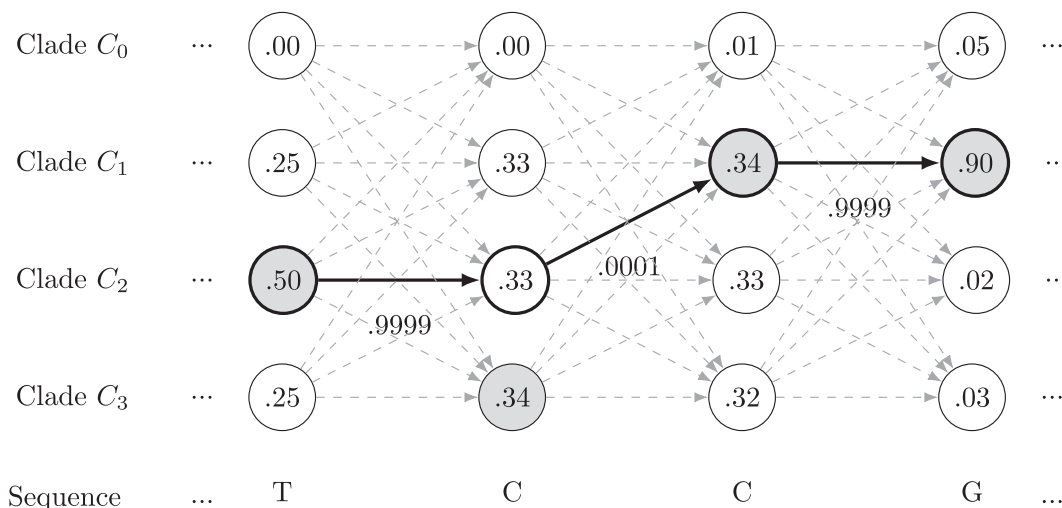 Clade C₀ ... .00 .00 .01 .05 ...
Clade C₁ ... .25 .33 .34 .90 ..
.9999
Clade C₂ ... .50 .33 .33 .02 ..
.0001
.9999
Clade C₃ ... .25 .34 .32 .03 ...
Sequence ... T C C G ...